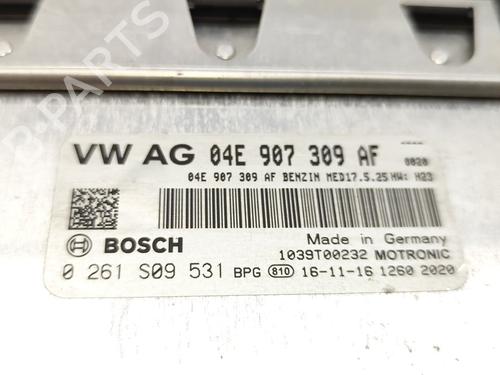 VW AG 04E 907 309 AF
0020
04E 907 309 AF BENZIN MED17.5.25 HW: H23
BOSCH
Made in Germany
1039T00232 MOTRONIC
0 261 S09 531 BPG 810 16-11-16 1260 2020
B-PARTS